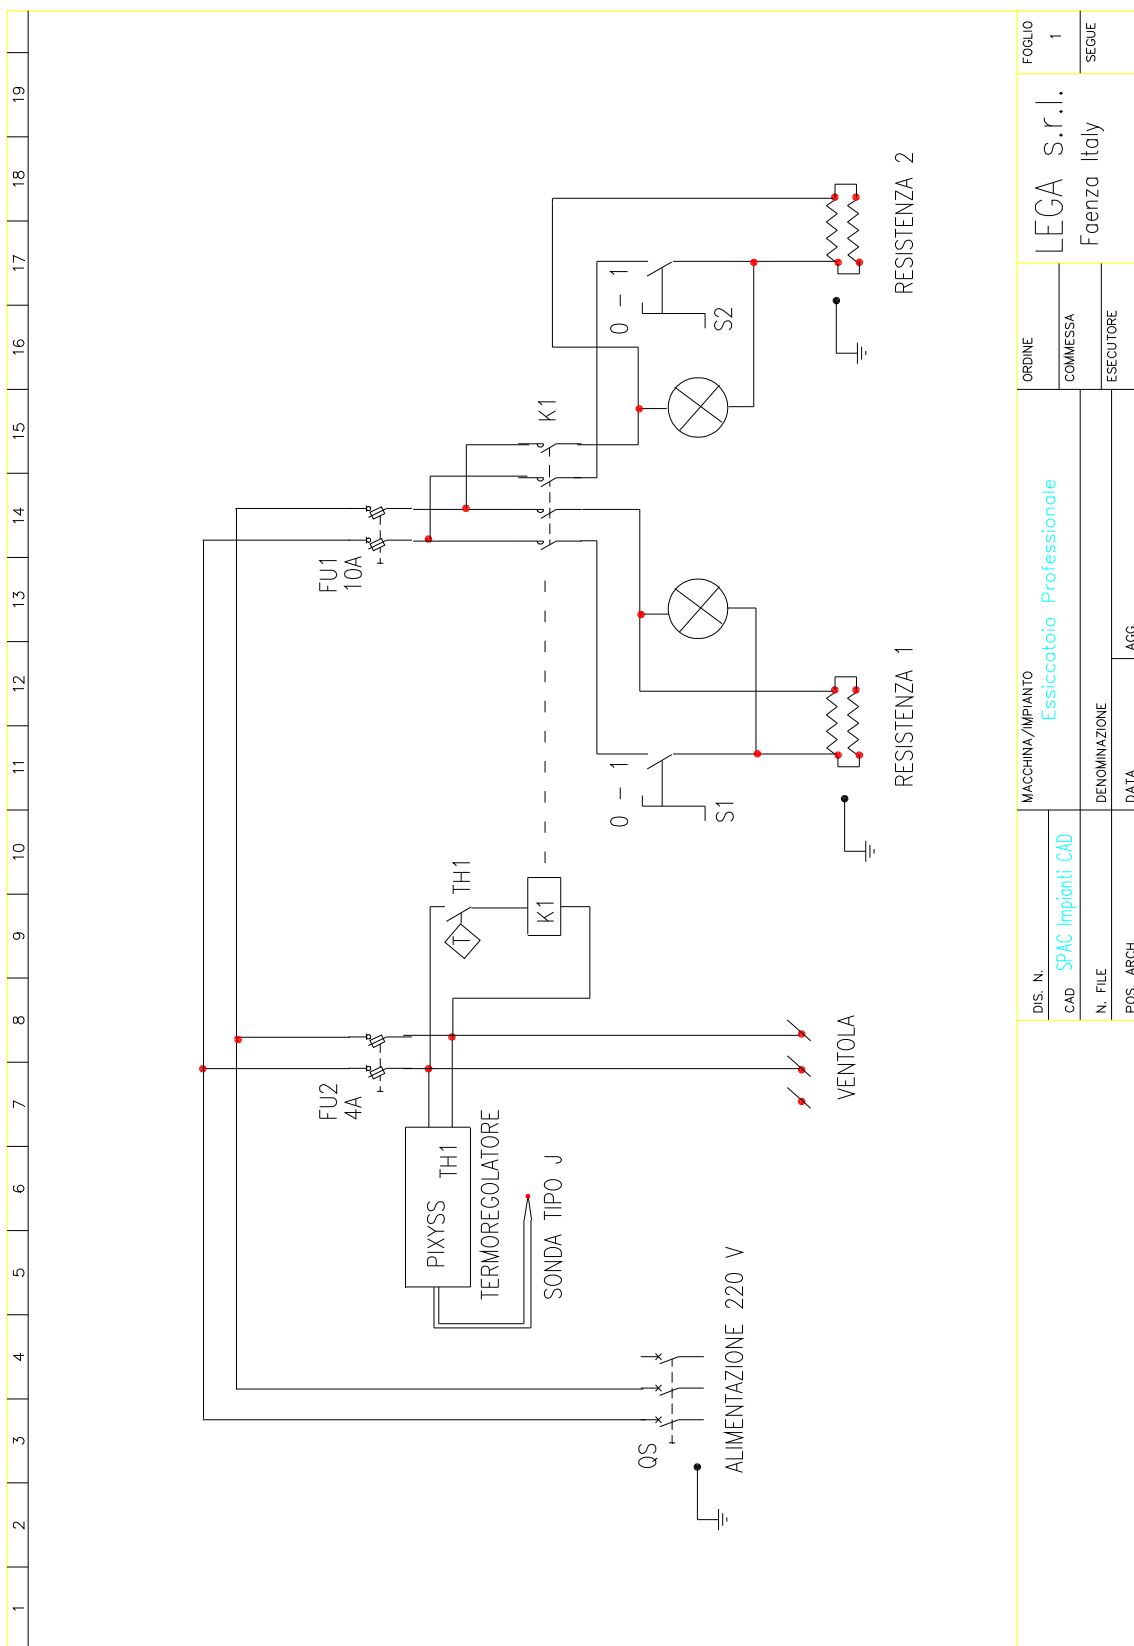 1 2 3 4 5 6 7 8 9 10 11 12 13 14 15 16 17 18 19
FU2
4A
FU1
10A
PIXYSS
TH1
TERMOREGOLATORE
SONDA TIPO J
TH1
T
K1
K1
QS
ALIMENTAZIONE 220 V
VENTOLA
0 - 1
S1
RESISTENZA 1
0 - 1
S2
RESISTENZA 2
DIS. N.
CAD SPAC Impianti CAD
N. FILE
POS. ARCH.
MACCHINA/IMPIANTO
Essiccatoio Professionale
DENOMINAZIONE
DATA
AGG.
ORDINE
COMMESSA
ESECUTORE
LEGA s.r.l.
Faenza Italy
FOGLIO
1
SEGUE